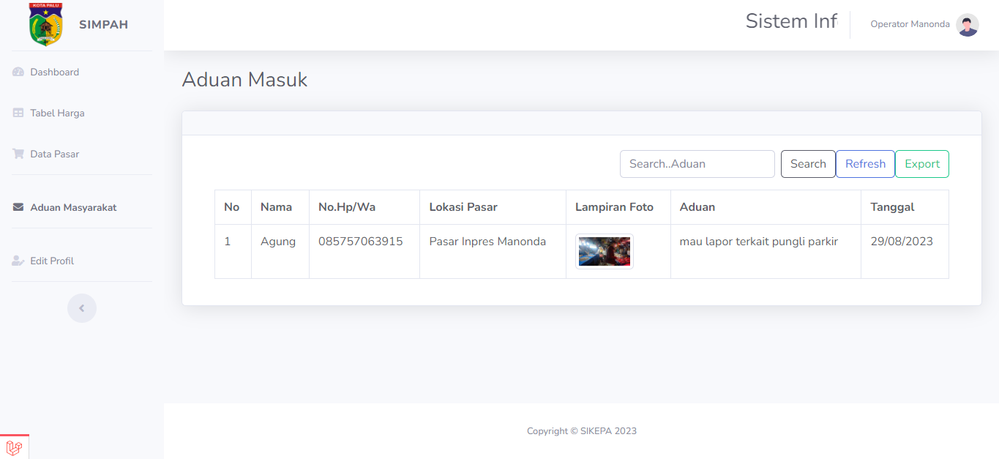 KOTA PALU
SIMPAH
Sistem Inf
Operator Manonda
Dashboard
Tabel Harga
Data Pasar
Aduan Masyarakat
Edit Profil
Aduan Masuk
Search..Aduan Search Refresh Export
No Nama No.Hp/Wa Lokasi Pasar Lampiran Foto Aduan Tanggal
1 Agung 085757063915 Pasar Inpres Manonda mau lapor terkait pungli parkir 29/08/2023
Copyright © SIKEPA 2023